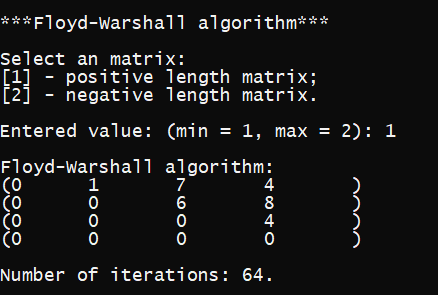 ***Floyd-Warshall algorithm***
Select an matrix:
[1] - positive length matrix;
[2] - negative length matrix.
Entered value: (min = 1, max = 2): 1
Floyd-Warshall algorithm:
(0 1 7 4 )
(0 0 6 8 )
(0 0 0 4 )
(0 0 0 0 )
Number of iterations: 64.